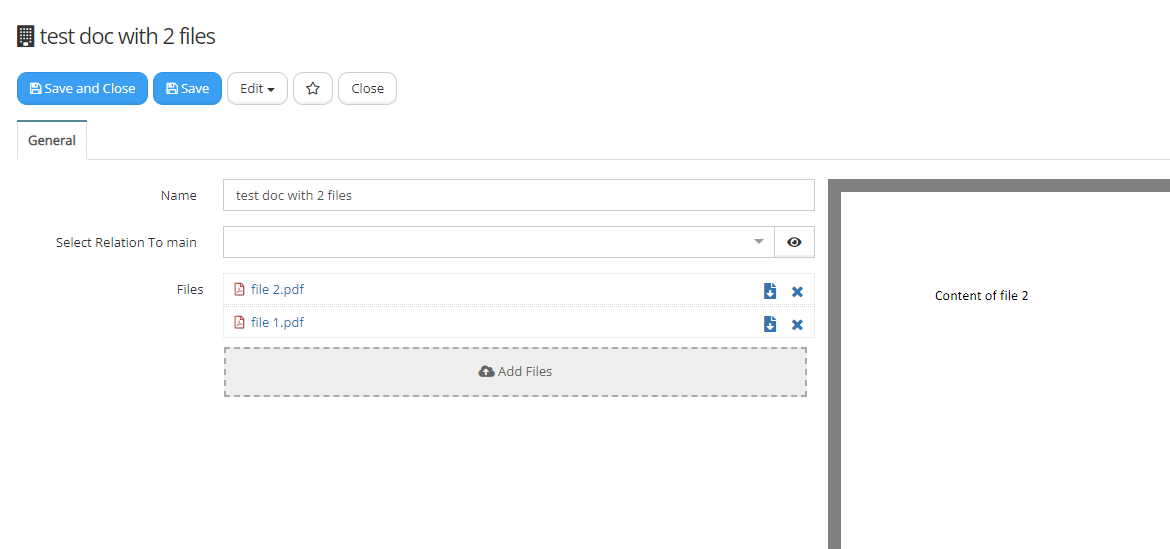 test doc with 2 files
Save and Close Save Edit Close
General
Name test doc with 2 files
Select Relation To main
Files file 2.pdf
file 1.pdf
Add Files
Content of file 2